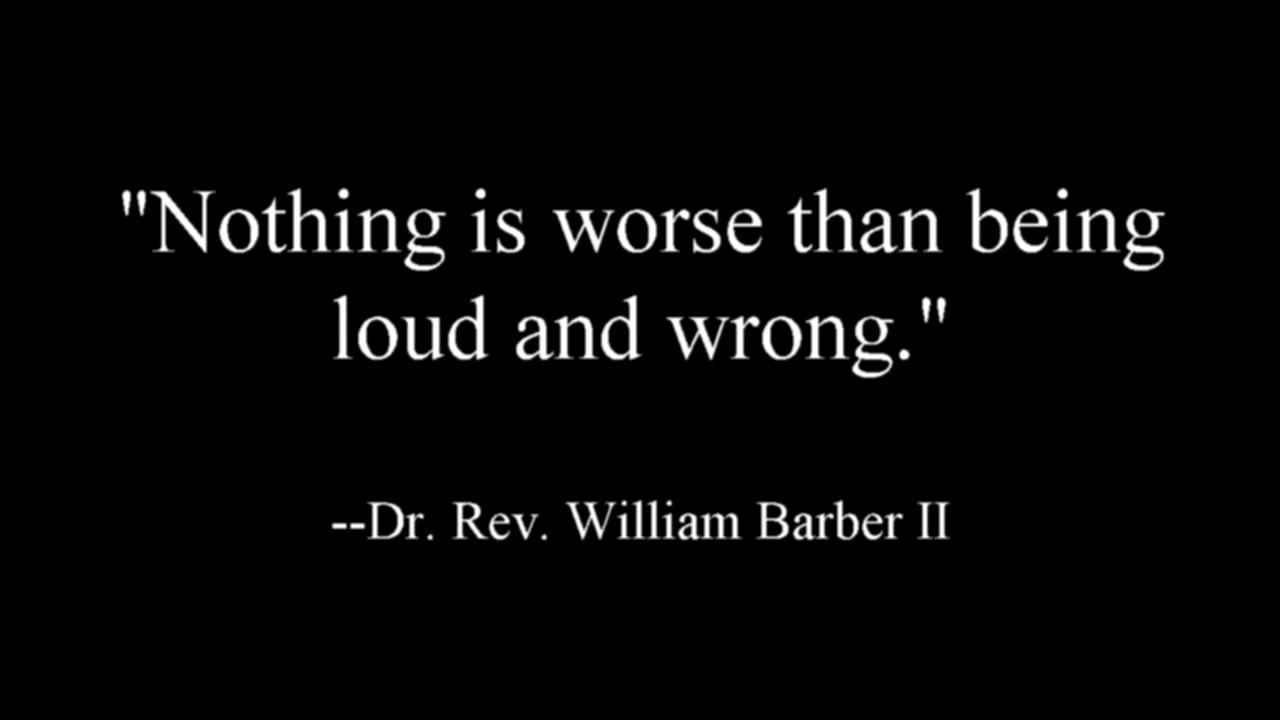 "Nothing is worse than being
loud and wrong."
--Dr. Rev. William Barber II